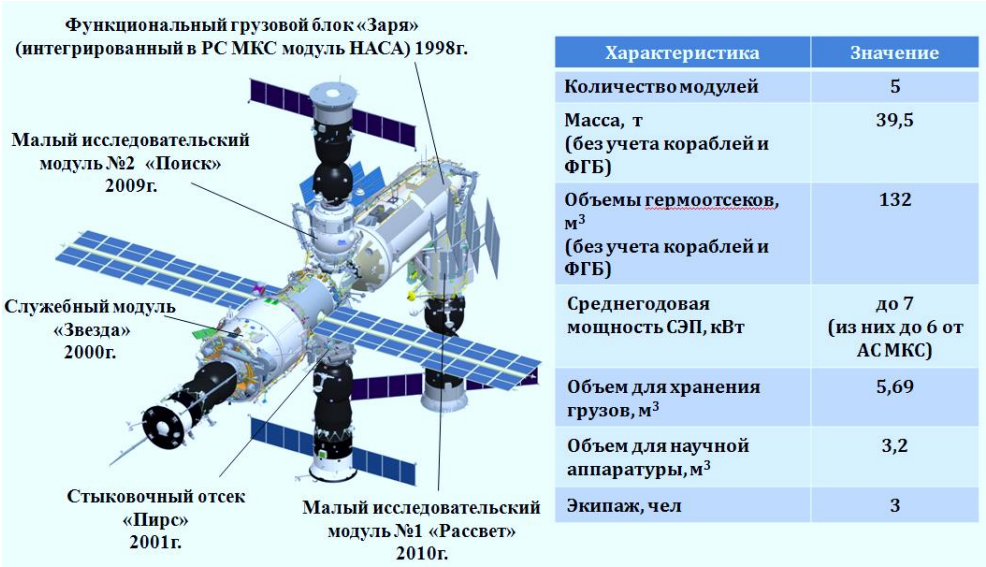 Функциональный грузовой блок «Заря»
(интегрированный в РС МКС модуль НАСА) 1998г.
Малый исследовательский
модуль №2 «Поиск»
2009г.
Служебный модуль
«Звезда»
2000г.
Стыковочный отсек
«Пирс»
2001г.
Малый исследовательский
модуль №1 «Рассвет»
2010г.
Характеристика Значение
Количество модулей 5
Масса, т 39,5
(без учета кораблей и
ФГБ)
Объемы гермоотсеков, 132
м³
(без учета кораблей и
ФГБ)
Среднегодовая до 7
мощность СЭП, кВт (из них до 6 от
АС МКС)
Объем для хранения 5,69
грузов, м³
Объем для научной 3,2
аппаратуры, м³
Экипаж, чел 3